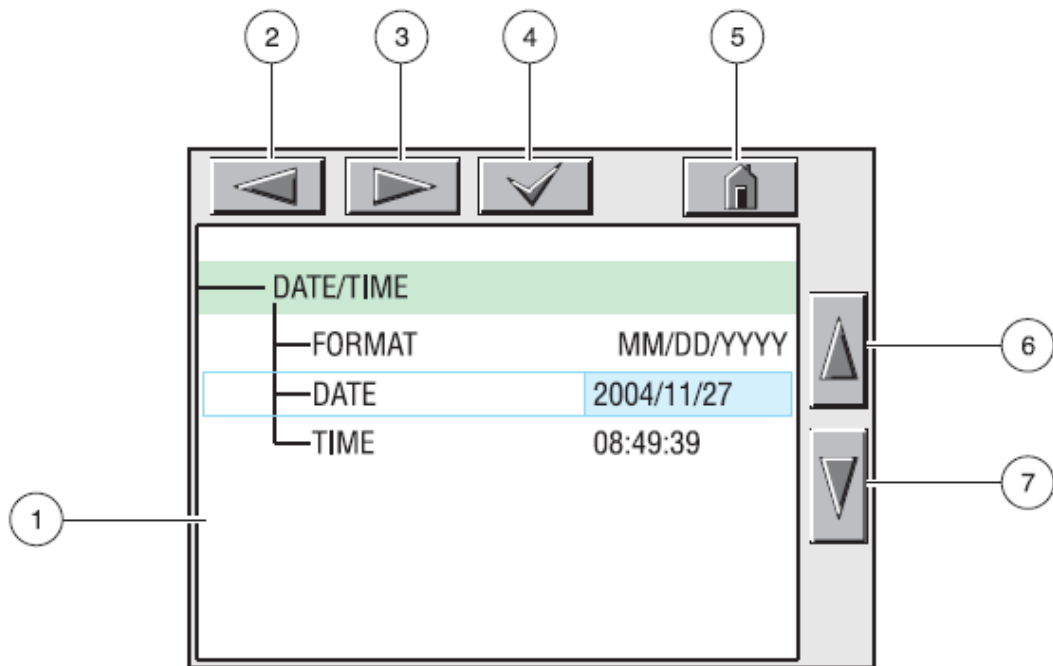 2 3 4 5
DATE/TIME
FORMAT MM/DD/YYYY
6
DATE 2004/11/27
TIME 08:49:39
7
1